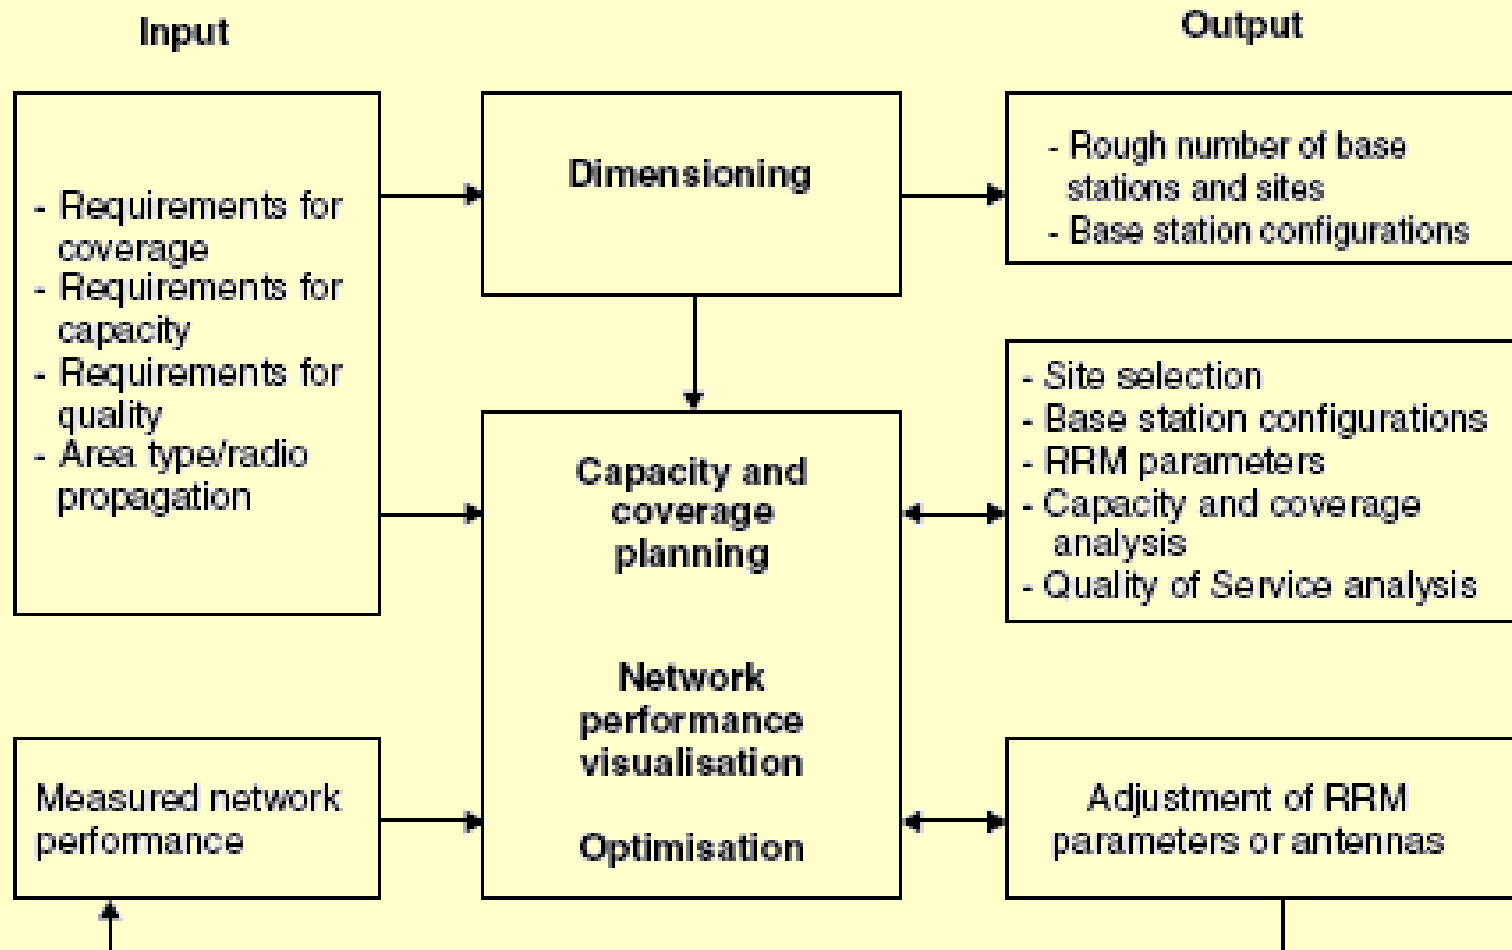 Input
Output
- Requirements for
coverage
- Requirements for
capacity
- Requirements for
quality
- Area type/radio
propagation
Dimensioning
- Rough number of base
stations and sites
- Base station configurations
Capacity and
coverage
planning
Network
performance
visualisation
Optimisation
- Site selection
- Base station configurations
- RRM parameters
- Capacity and coverage
analysis
- Quality of Service analysis
Measured network
performance
Adjustment of RRM
parameters or antennas